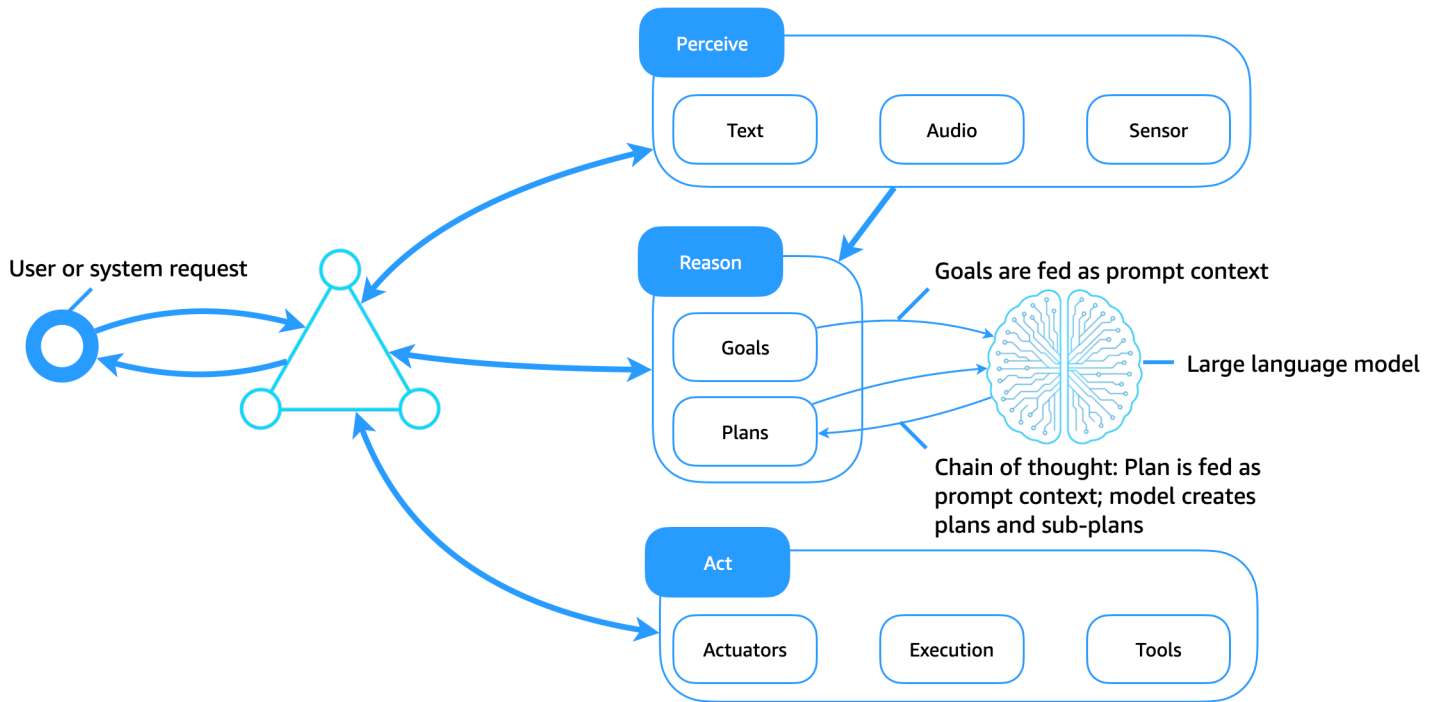 Perceive
Text
Audio
Sensor
User or system request
Reason
Goals are fed as prompt context
Goals
Large language model
Plans
Chain of thought: Plan is fed as
prompt context; model creates
plans and sub-plans
Act
Actuators
Execution
Tools